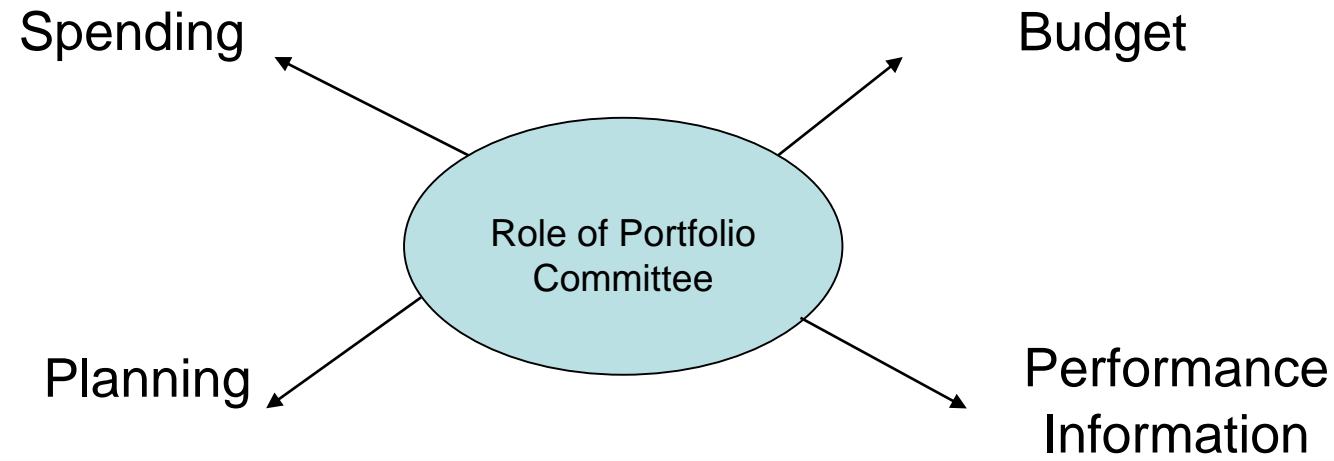 Spending
Budget
Role of Portfolio
Committee
Planning
Performance
Information